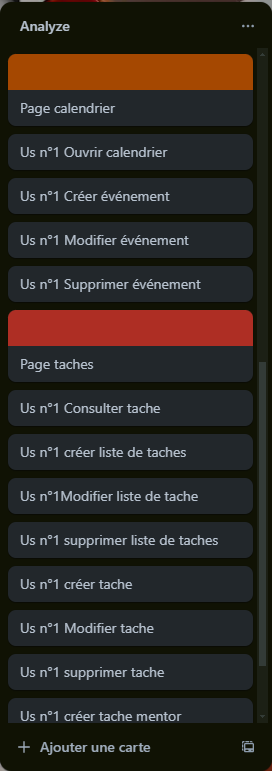 Analyze
Page calendrier
Us n°1 Ouvrir calendrier
Us n°1 Créer événement
Us n°1 Modifier événement
Us n°1 Supprimer événement
Page taches
Us n°1 Consulter tache
Us n°1 créer liste de taches
Us n°1Modifier liste de tache
Us n°1 supprimer liste de taches
Us n°1 créer tache
Us n°1 Modifier tache
Us n°1 supprimer tache
Us n°1 créer tache mentor
Ajouter une carte